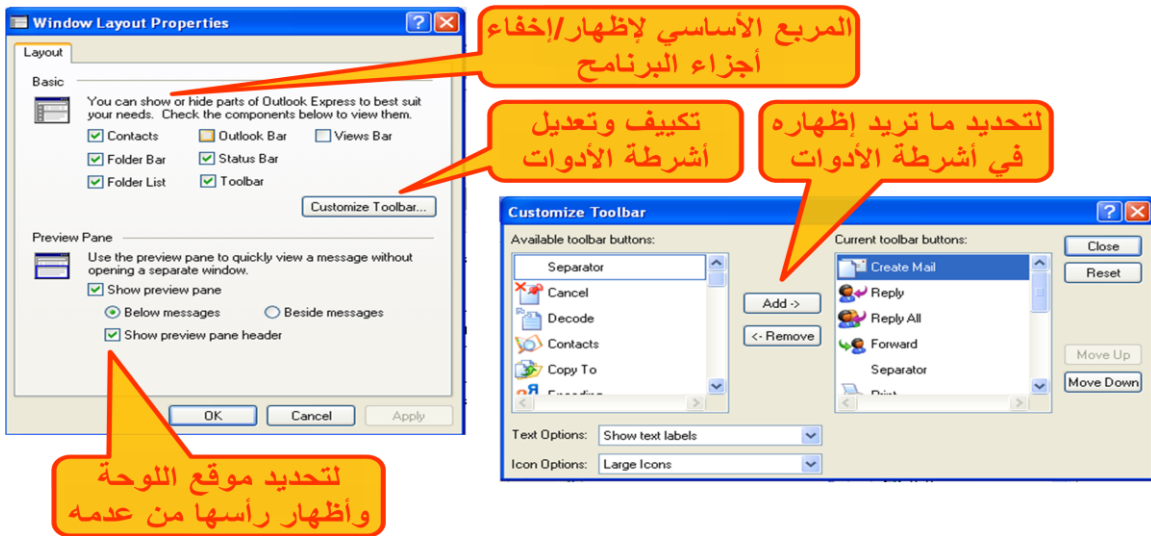 Window Layout Properties
Layout
Basic
You can show or hide parts of Outlook Express to best suit
your needs. Check the components below to view them.
Contacts
Outlook Bar
Views Bar
Folder Bar
Status Bar
Folder List
Toolbar
Customize Toolbar...
Preview Pane
Use the preview pane to quickly view a message without
opening a separate window.
Show preview pane
Below messages
Beside messages
Show preview pane header
OK
Cancel
Apply
المربع الأساسي لإظهار/إخفاء
أجزاء البرنامح
تكييف وتعديل
أشرطة الأدوات
لتحديد ما تريد إظهاره
في أشرطة الأدوات
لتحديد موقع اللوحة
وأظهار رأسها من عدمه
Customize Toolbar
Available toolbar buttons:
Separator
Cancel
Decode
Contacts
Copy To
Add ->
<- Remove
Current toolbar buttons:
Create Mail
Reply
Reply All
Forward
Separator
Print
Close
Reset
Move Up
Move Down
Text Options:
Show text labels
Icon Options:
Large Icons